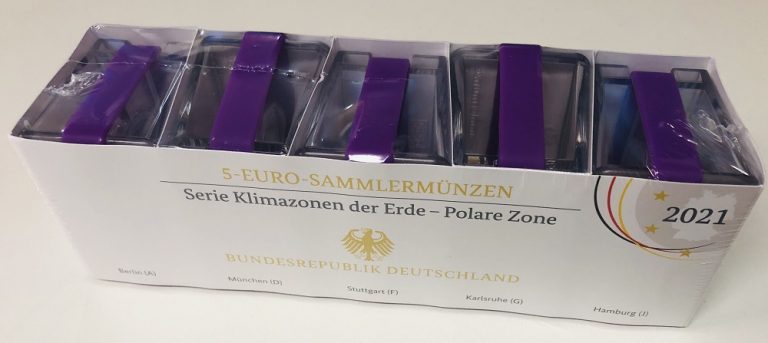 5-EURO-SAMMLERMÜNZEN
Serie Klimazonen der Erde – Polare Zone
2021
BUNDESREPUBLIK DEUTSCHLAND
Berlin (A)
München (D)
Stuttgart (F)
Karlsruhe (G)
Hamburg (J)